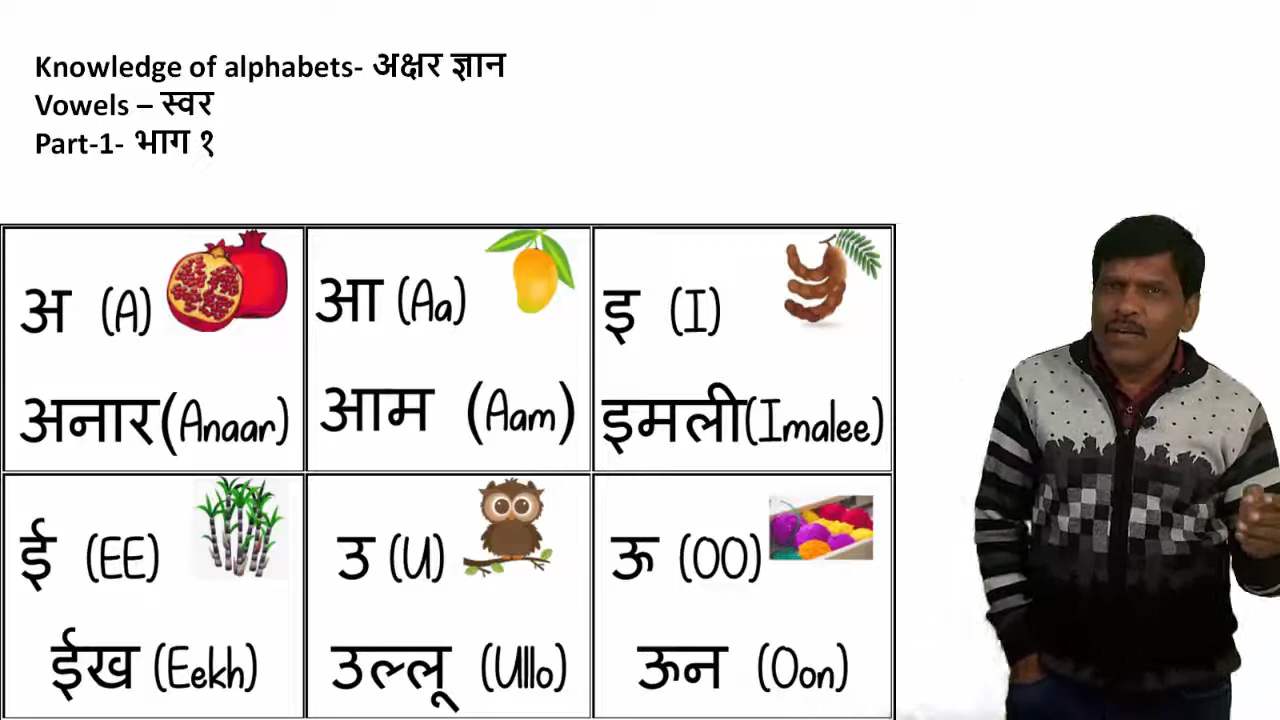 Knowledge of alphabets- अक्षर ज्ञान
Vowels – स्वर
Part-1- भाग १
अ (A)
अनार(Anaar)
आ (Aa)
आम (Aam)
इ (I)
इमली(Imalee)
ई (EE)
ईख (Eekh)
उ (U)
उल्लू (Ullo)
ऊ (OO)
ऊन (Oon)